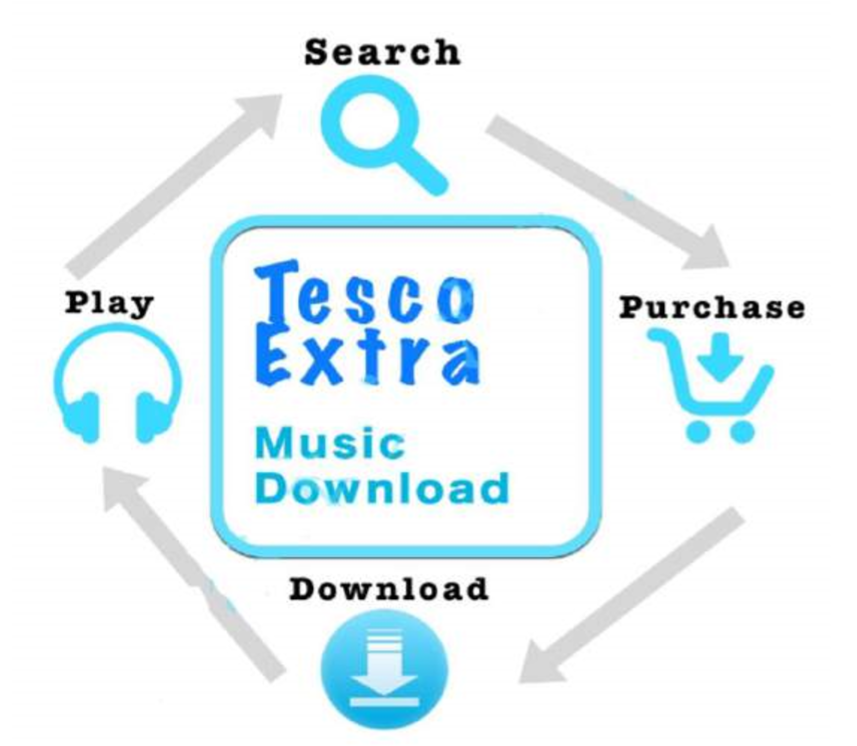 Search
Play
Purchase
Tesco
Extra
Music
Download
Download